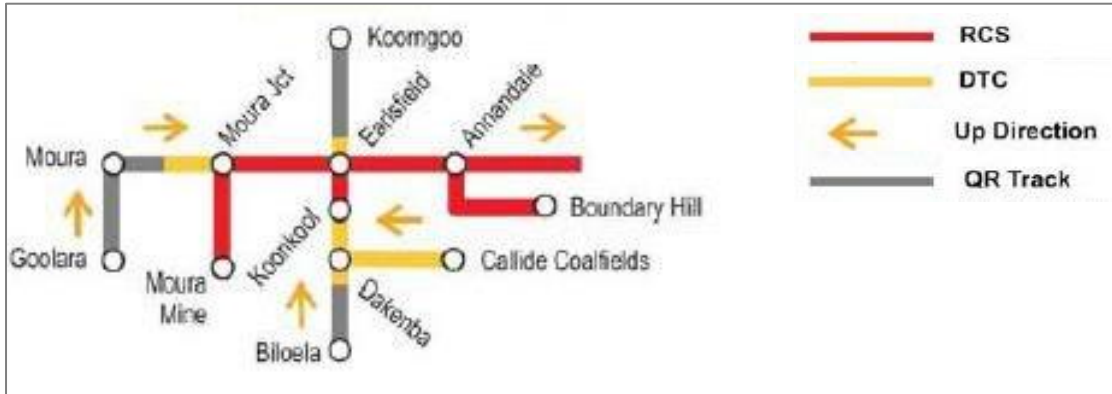 Koorngoo
Moura Jct
Earlsfield
Annandale
Moura
Koonkool
Boundary Hill
Goolara
Moura
Mine
Callide Coalfields
Dakenba
Biloela
RCS
DTC
Up Direction
QR Track